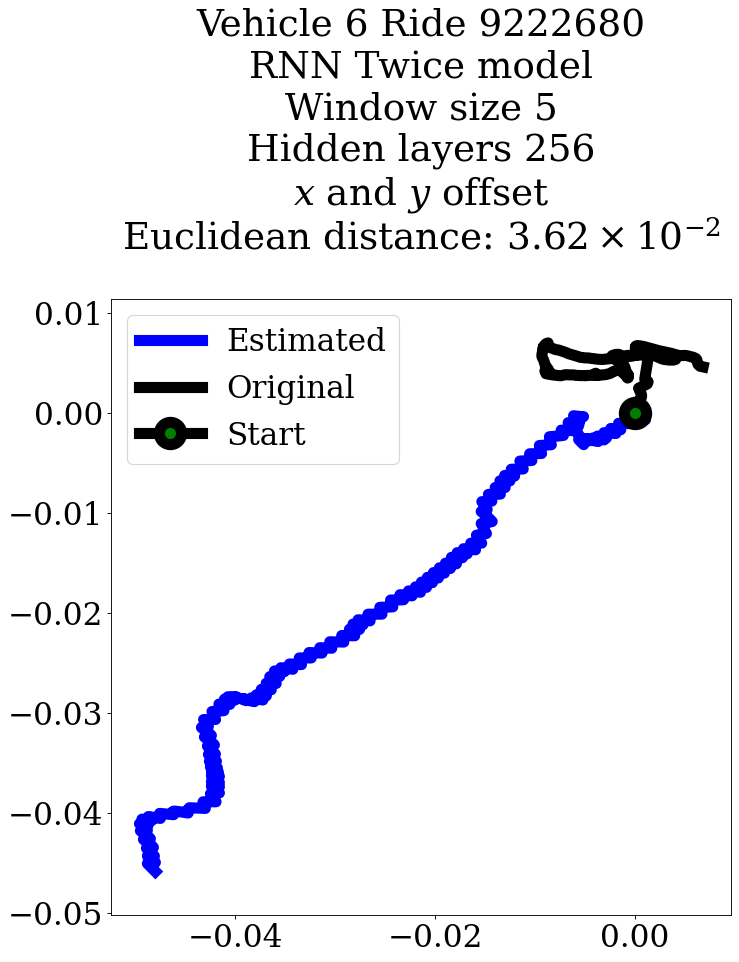 Vehicle 6 Ride 9222680
RNN Twice model
Window size 5
Hidden layers 256
x and y offset
Euclidean distance: 3.62 × 10⁻²
Estimated
Original
Start
0.01
0.00
−0.01
−0.02
−0.03
−0.04
−0.05
−0.04 −0.02 0.00